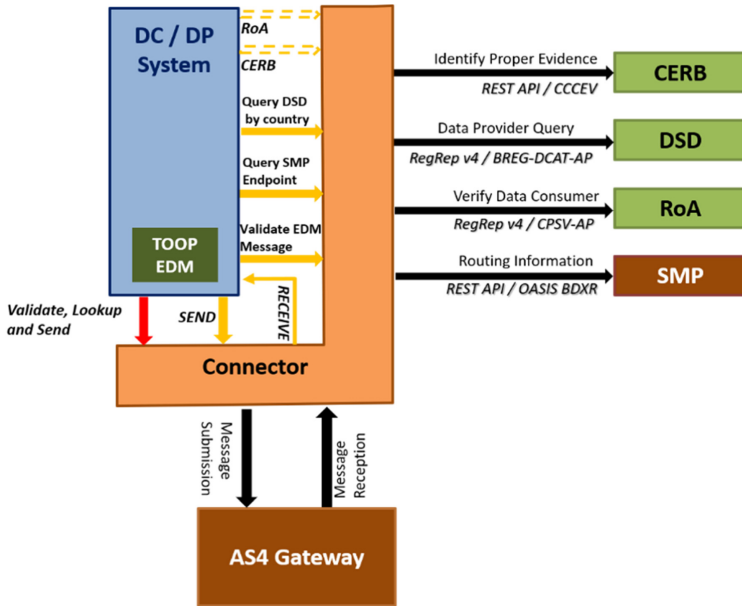 DC / DP
System
RoA
CERB
Query DSD
by country
Query SMP
Endpoint
Validate EDM
Message
TOOP
EDM
Validate, Lookup
and Send
SEND
RECEIVE
Connector
Identify Proper Evidence
REST API / CCCEV
CERB
Data Provider Query
RegRep v4 / BREG-DCAT-AP
DSD
Verify Data Consumer
RegRep v4 / CPSV-AP
RoA
Routing Information
REST API / OASIS BDXR
SMP
Message
Submission
Message
Reception
AS4 Gateway